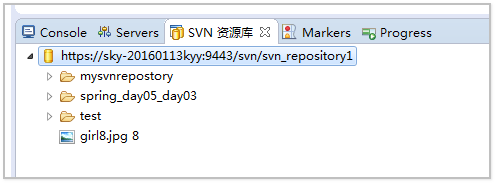 Console Servers SVN 资源库 Markers Progress
https://sky-20160113kyy:9443/svn/svn_repository1
mysvnrepostory
spring_day05_day03
test
girl8.jpg 8